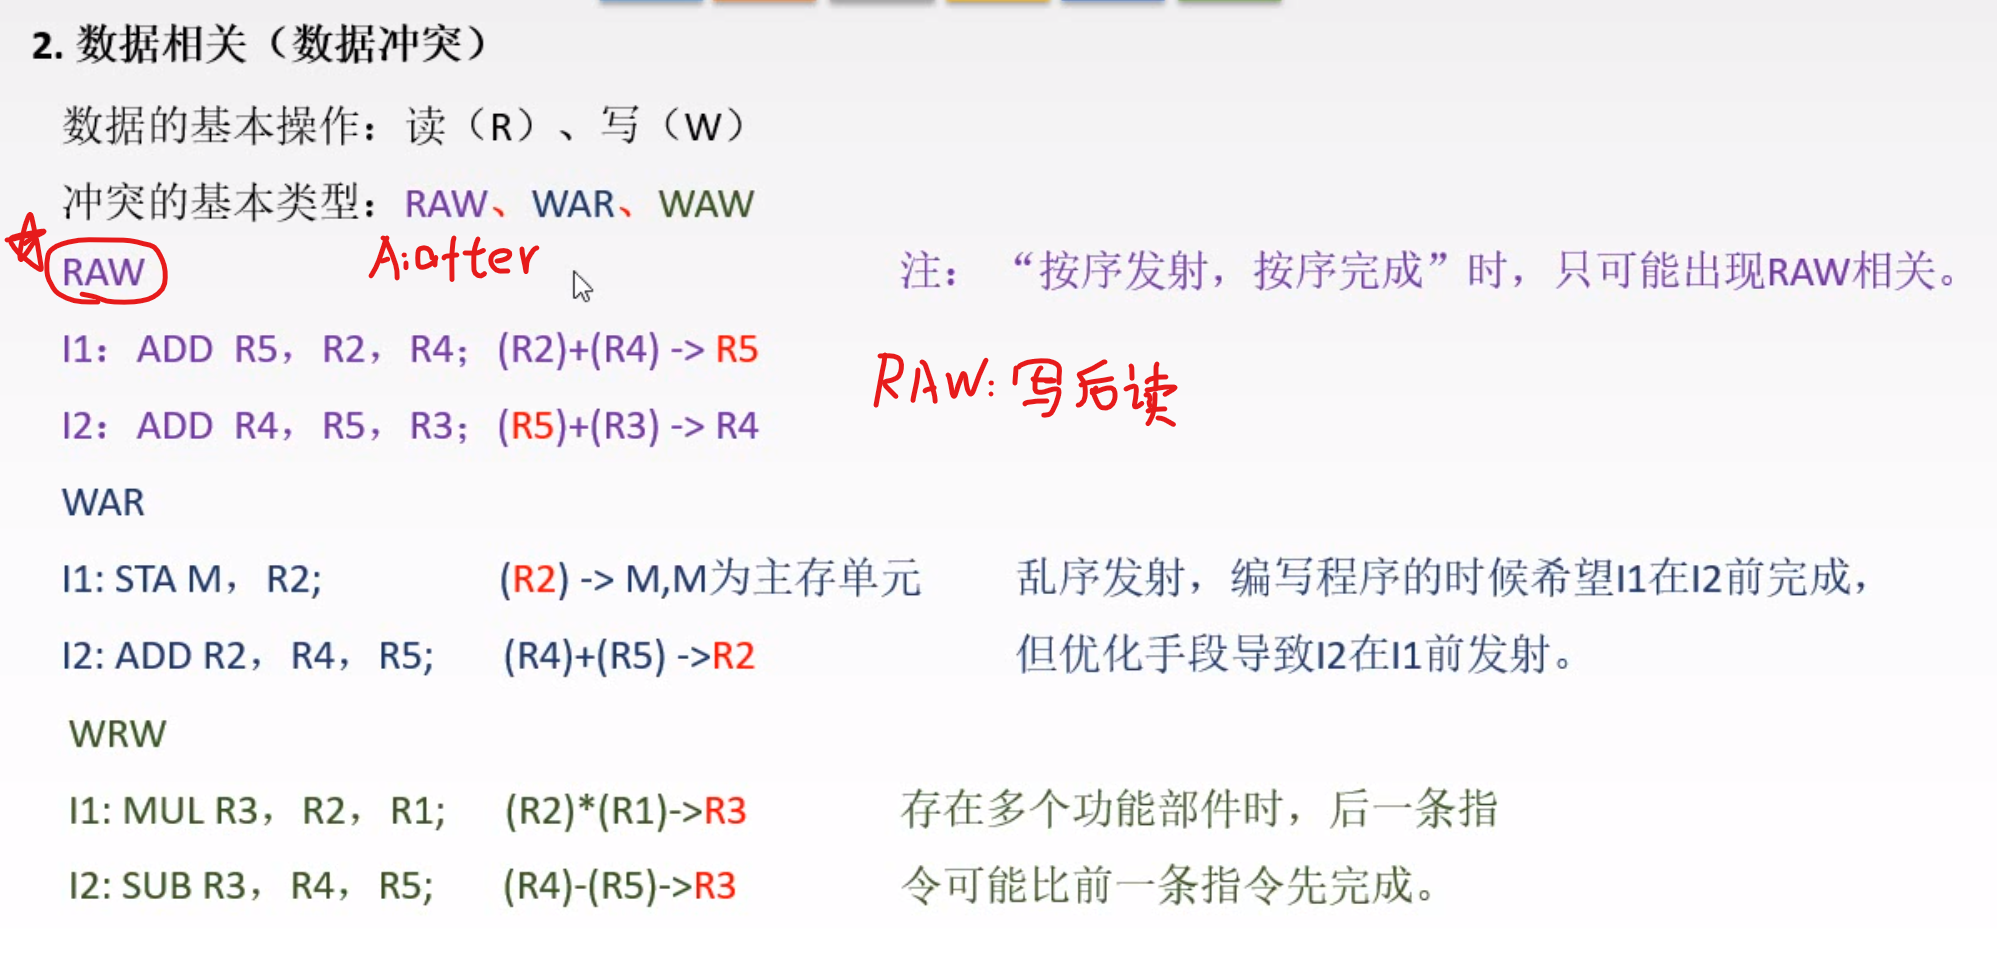 2. 数据相关（数据冲突）
数据的基本操作：读（R）、写（W）
冲突的基本类型：RAW、WAR、WAW
RAW
A:after
注： “按序发射，按序完成”时，只可能出现RAW相关。
I1： ADD R5， R2， R4；(R2)+(R4) -> R5
RAW: 写后读
I2： ADD R4， R5， R3；(R5)+(R3) -> R4
WAR
I1: STA M， R2; (R2) -> M,M为主存单元 乱序发射，编写程序的时候希望I1在I2前完成，
I2: ADD R2， R4， R5; (R4)+(R5) ->R2 但优化手段导致I2在I1前发射。
WRW
I1: MUL R3， R2， R1; (R2)*(R1)->R3 存在多个功能部件时，后一条指
I2: SUB R3， R4， R5; (R4)-(R5)->R3 令可能比前一条指令先完成。